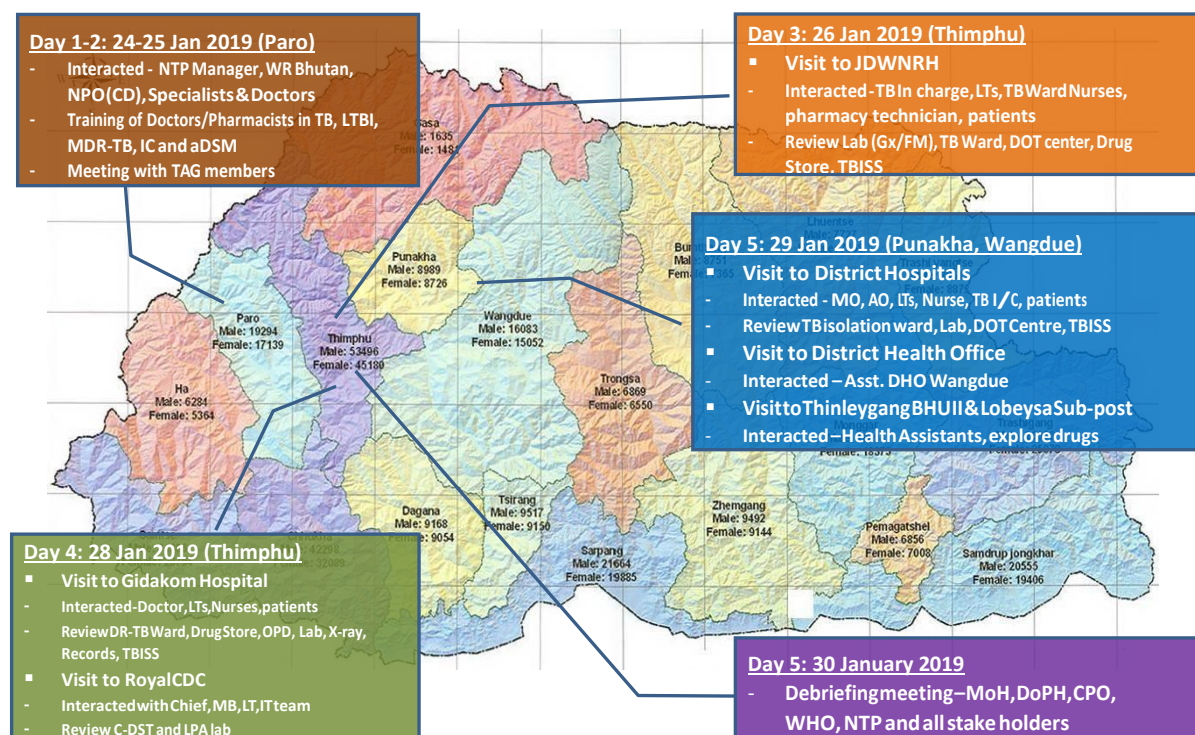 Day 1-2: 24-25 Jan 2019 (Paro)
- Interacted - NTP Manager, WR Bhutan,
NPO (CD), Specialists & Doctors
- Training of Doctors/Pharmacists in TB, LTBI,
MDR-TB, IC and aDSM
- Meeting with TAG members
Day 3: 26 Jan 2019 (Thimphu)
▪ Visit to JDWNRH
- Interacted - TB In charge, LTs, TB Ward Nurses,
pharmacy technician, patients
- Review Lab (Gx/FM), TB Ward, DOT center, Drug
Store, TBISS
Day 5: 29 Jan 2019 (Punakha, Wangdue)
▪ Visit to District Hospitals
- Interacted - MO, AO, LTs, Nurse, TB I/C, patients
- Review TB isolation ward, Lab, DOT Centre, TBISS
▪ Visit to District Health Office
- Interacted – Asst. DHO Wangdue
▪ Visit to Thinleygang BHU II & Lobeysa Sub-post
- Interacted – Health Assistants, explore drugs
Day 4: 28 Jan 2019 (Thimphu)
▪ Visit to Gidakom Hospital
- Interacted - Doctor, LTs, Nurses, patients
- Review DR-TB Ward, Drug Store, OPD, Lab, X-ray,
Records, TBISS
▪ Visit to Royal CDC
- Interacted with Chief, MB, LT, IT team
- Review C-DST and LPA lab
Day 5: 30 January 2019
- Debriefing meeting – MoH, DoPH, CPO,
WHO, NTP and all stake holders
Gasa
Male: 1635
Punakha
Male: 8989
Female: 8726
Paro
Male: 19294
Female: 17139
Thimphu
Male: 53496
Female: 45180
Wangdue
Male: 16083
Female: 15052
Ha
Male: 6284
Female: 5364
Trongsa
Male: 6869
Female: 6550
Lhuentse
Dagana
Male: 9168
Female: 9054
Tsirang
Male: 9517
Female: 9150
Sarpang
Male: 21664
Female: 19885
Zhemgang
Male: 9492
Female: 9144
Pemagatshel
Male: 6856
Female: 7008
Samdrup jongkhar
Male: 20555
Female: 19406